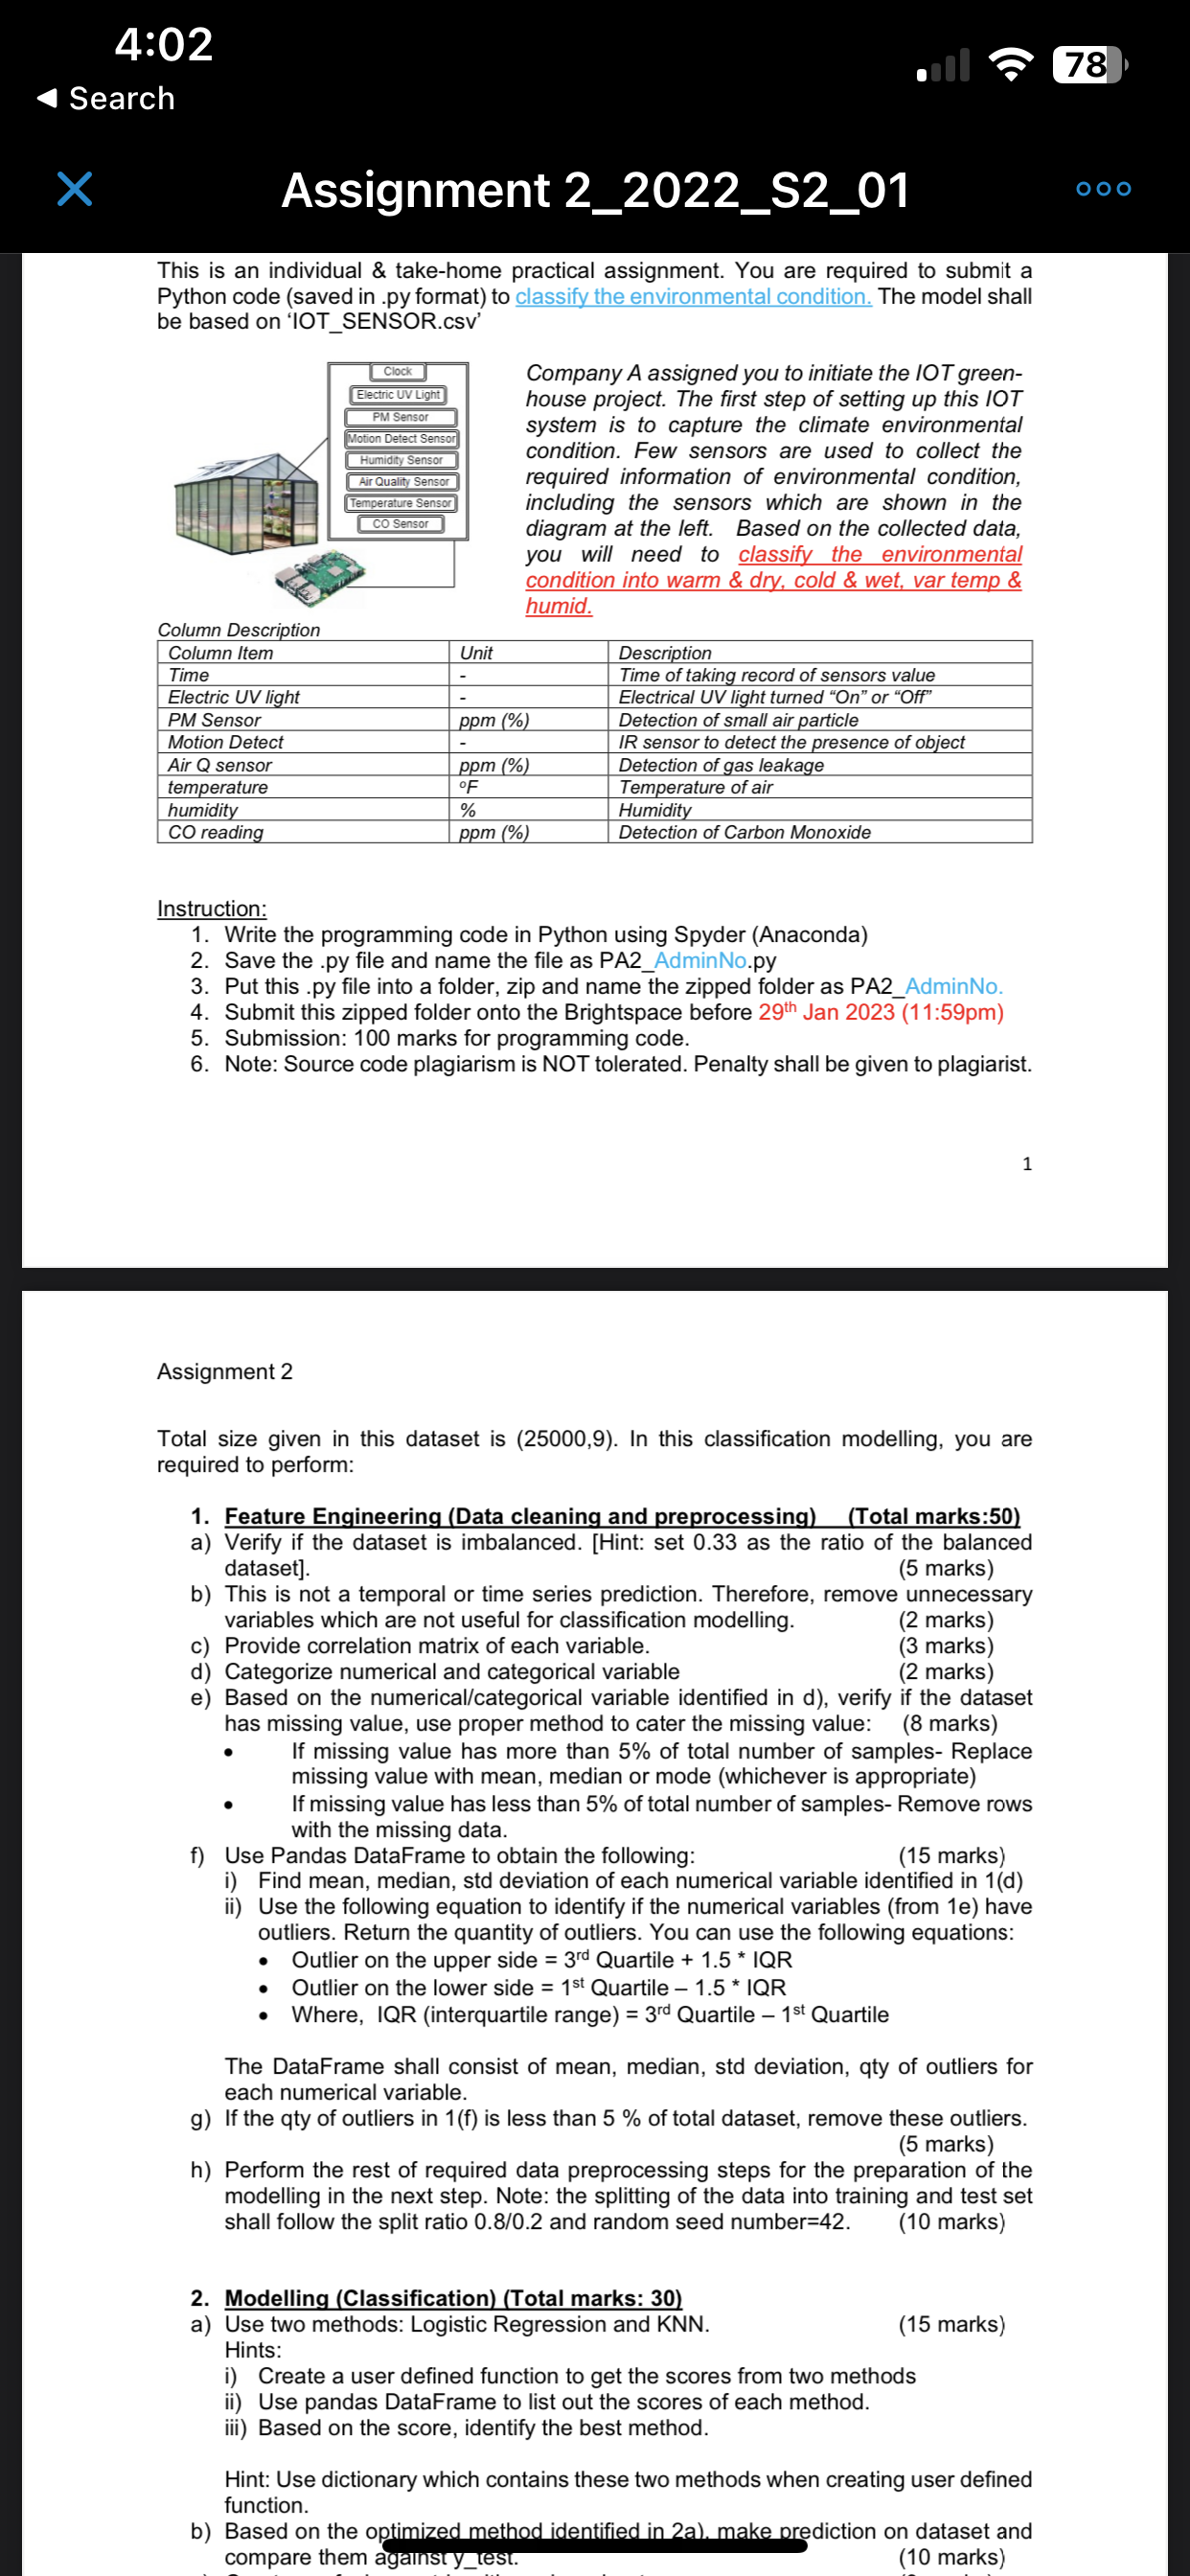 4:02
78
◀ Search
Assignment 2_2022_S2_01
This is an individual & take-home practical assignment. You are required to submit a
Python code (saved in .py format) to classify the environmental condition. The model shall
be based on ‘IOT_SENSOR.csv’
Clock
Electric UV Light
PM Sensor
Motion Detect Sensor
Humidity Sensor
Air Quality Sensor
Temperature Sensor
CO Sensor
Company A assigned you to initiate the IOT green-
house project. The first step of setting up this IOT
system is to capture the climate environmental
condition. Few sensors are used to collect the
required information of environmental condition,
including the sensors which are shown in the
diagram at the left. Based on the collected data,
you will need to classify the environmental
condition into warm & dry, cold & wet, var temp &
humid.
Column Description
Column Item Unit Description
Time - Time of taking record of sensors value
Electric UV light - Electrical UV light turned “On” or “Off”
PM Sensor ppm (%) Detection of small air particle
Motion Detect - IR sensor to detect the presence of object
Air Q sensor ppm (%) Detection of gas leakage
temperature °F Temperature of air
humidity % Humidity
CO reading ppm (%) Detection of Carbon Monoxide
Instruction:
1. Write the programming code in Python using Spyder (Anaconda)
2. Save the .py file and name the file as PA2_AdminNo.py
3. Put this .py file into a folder, zip and name the zipped folder as PA2_AdminNo.
4. Submit this zipped folder onto the Brightspace before 29th Jan 2023 (11:59pm)
5. Submission: 100 marks for programming code.
6. Note: Source code plagiarism is NOT tolerated. Penalty shall be given to plagiarist.
1
Assignment 2
Total size given in this dataset is (25000,9). In this classification modelling, you are
required to perform:
1. Feature Engineering (Data cleaning and preprocessing) (Total marks:50)
a) Verify if the dataset is imbalanced. [Hint: set 0.33 as the ratio of the balanced
dataset]. (5 marks)
b) This is not a temporal or time series prediction. Therefore, remove unnecessary
variables which are not useful for classification modelling. (2 marks)
c) Provide correlation matrix of each variable. (3 marks)
d) Categorize numerical and categorical variable (2 marks)
e) Based on the numerical/categorical variable identified in d), verify if the dataset
has missing value, use proper method to cater the missing value: (8 marks)
• If missing value has more than 5% of total number of samples- Replace
missing value with mean, median or mode (whichever is appropriate)
• If missing value has less than 5% of total number of samples- Remove rows
with the missing data.
f) Use Pandas DataFrame to obtain the following: (15 marks)
i) Find mean, median, std deviation of each numerical variable identified in 1(d)
ii) Use the following equation to identify if the numerical variables (from 1e) have
outliers. Return the quantity of outliers. You can use the following equations:
• Outlier on the upper side = 3rd Quartile + 1.5 * IQR
• Outlier on the lower side = 1st Quartile – 1.5 * IQR
• Where, IQR (interquartile range) = 3rd Quartile – 1st Quartile
The DataFrame shall consist of mean, median, std deviation, qty of outliers for
each numerical variable.
g) If the qty of outliers in 1(f) is less than 5 % of total dataset, remove these outliers.
(5 marks)
h) Perform the rest of required data preprocessing steps for the preparation of the
modelling in the next step. Note: the splitting of the data into training and test set
shall follow the split ratio 0.8/0.2 and random seed number=42. (10 marks)
2. Modelling (Classification) (Total marks: 30)
a) Use two methods: Logistic Regression and KNN. (15 marks)
Hints:
i) Create a user defined function to get the scores from two methods
ii) Use pandas DataFrame to list out the scores of each method.
iii) Based on the score, identify the best method.
Hint: Use dictionary which contains these two methods when creating user defined
function.
b) Based on the optimized method identified in 2a), make prediction on dataset and
compare them against y_test. (10 marks)